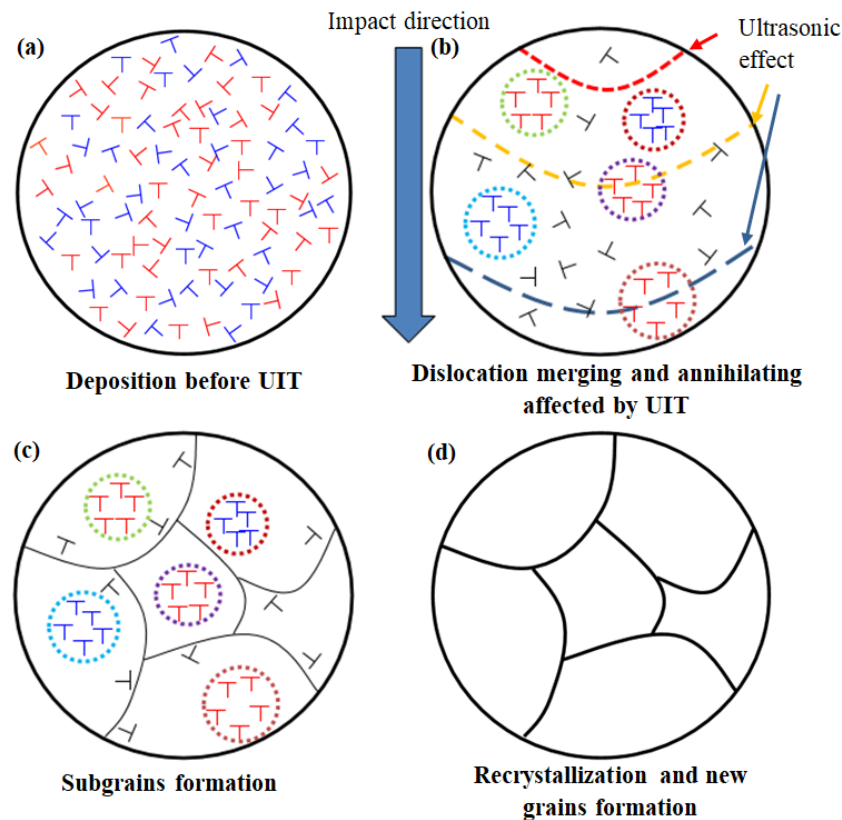 (a)
Impact direction
(b)
Ultrasonic
effect
Deposition before UIT
Dislocation merging and annihilating
affected by UIT
(c)
(d)
Subgrains formation
Recrystallization and new
grains formation